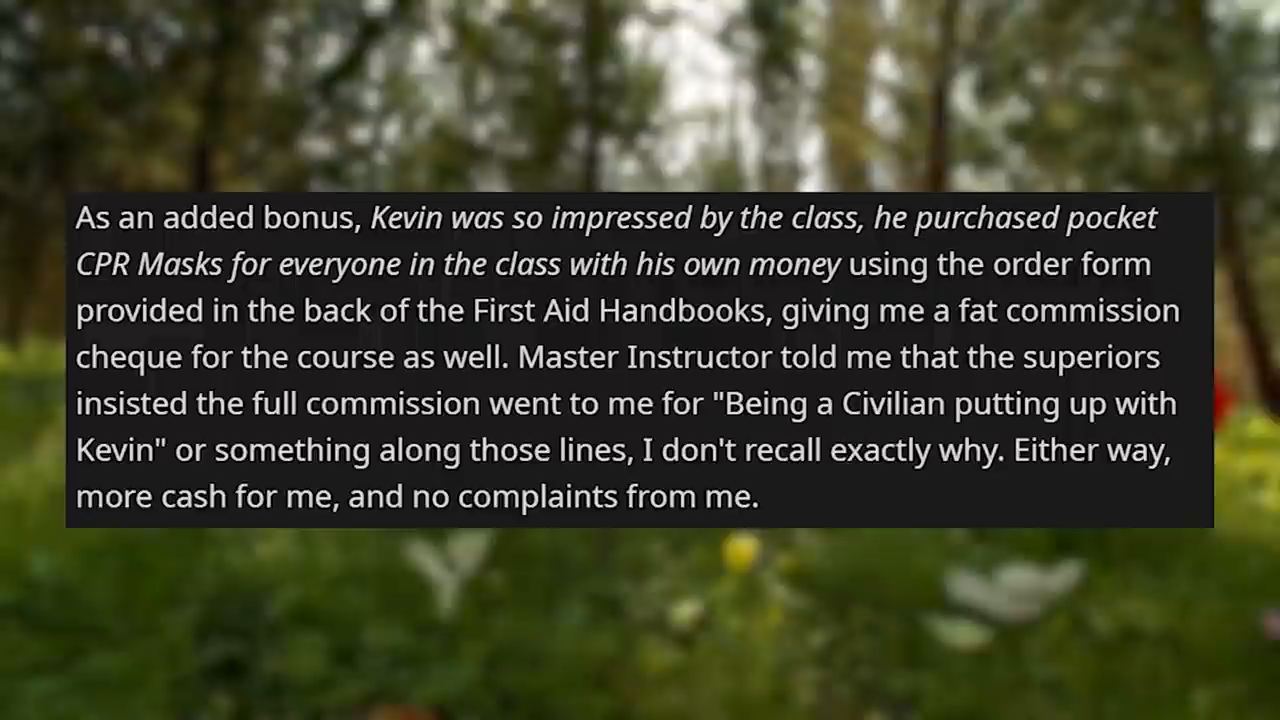 As an added bonus, Kevin was so impressed by the class, he purchased pocket
CPR Masks for everyone in the class with his own money using the order form
provided in the back of the First Aid Handbooks, giving me a fat commission
cheque for the course as well. Master Instructor told me that the superiors
insisted the full commission went to me for "Being a Civilian putting up with
Kevin" or something along those lines, I don't recall exactly why. Either way,
more cash for me, and no complaints from me.